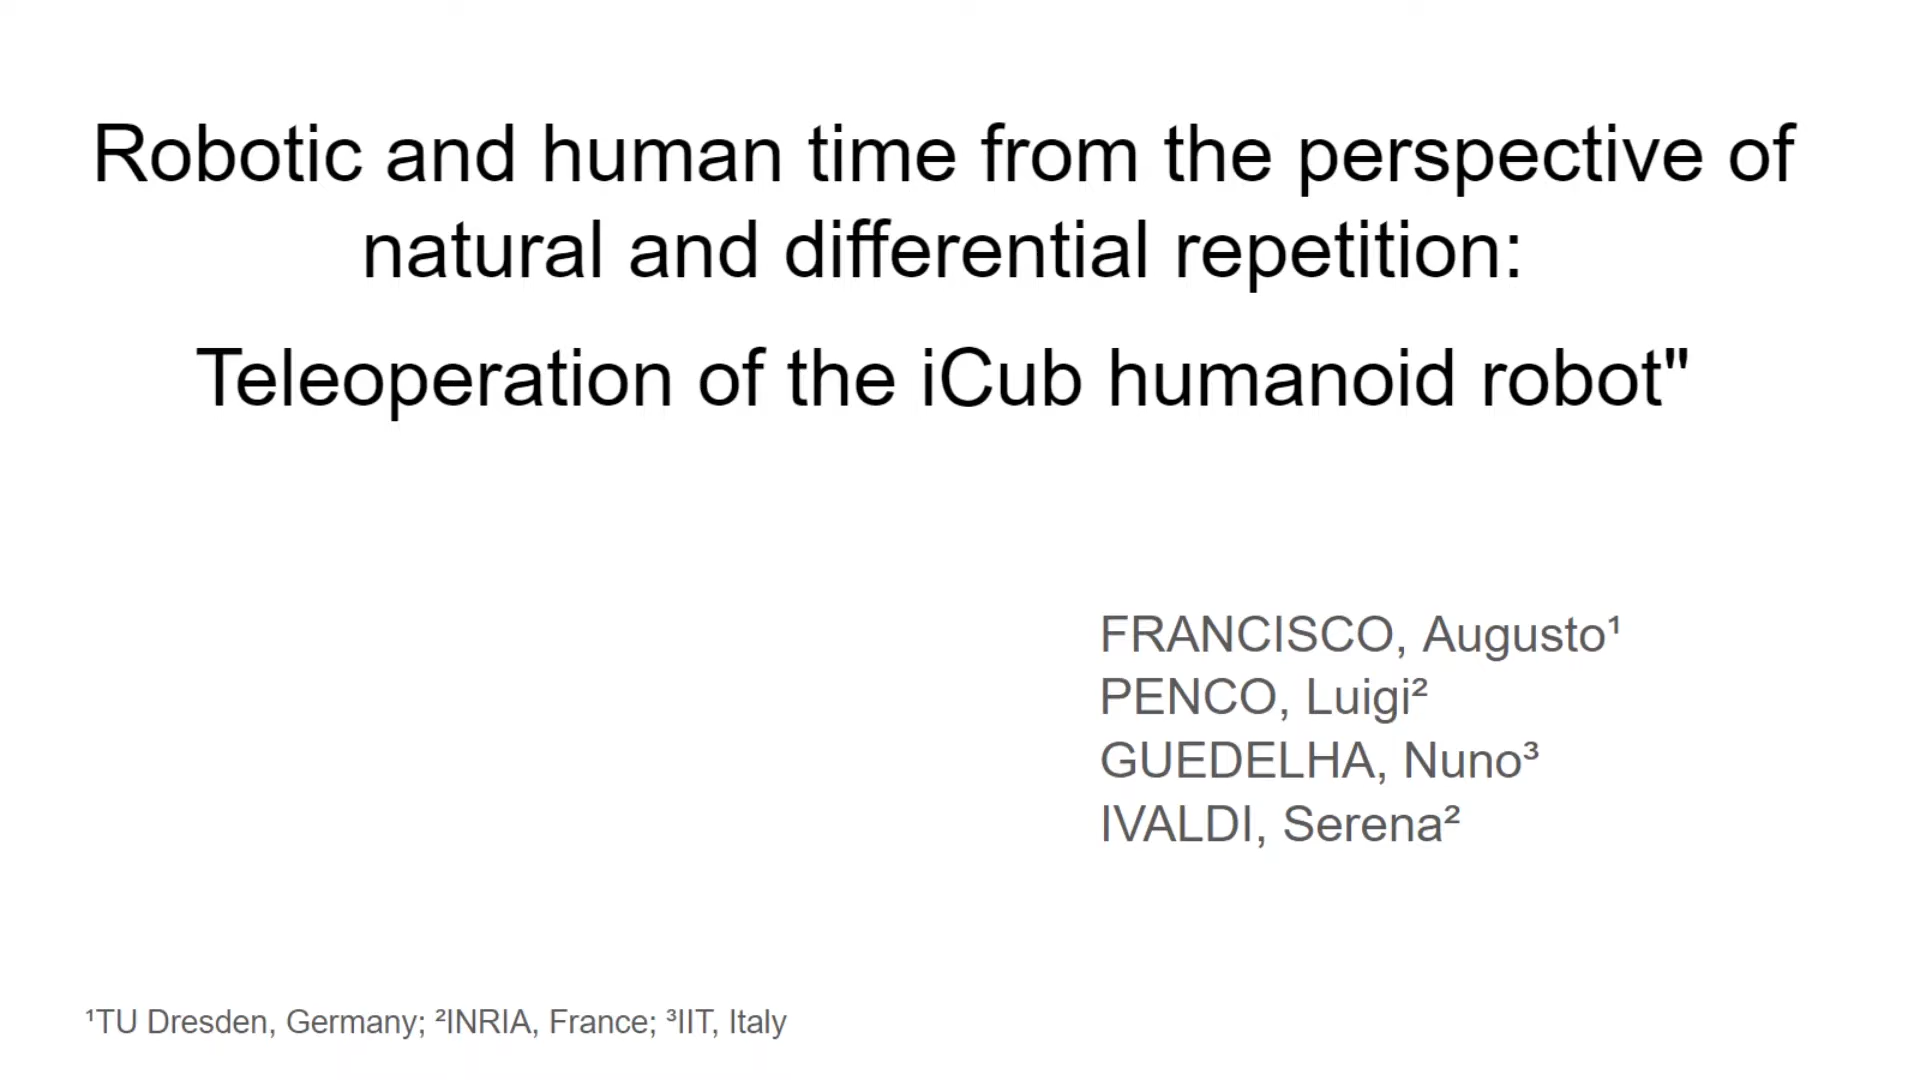 Robotic and human time from the perspective of
natural and differential repetition:
Teleoperation of the iCub humanoid robot"
FRANCISCO, Augusto¹
PENCO, Luigi²
GUEDELHA, Nuno³
IVALDI, Serena²
¹TU Dresden, Germany; ²INRIA, France; ³IIT, Italy